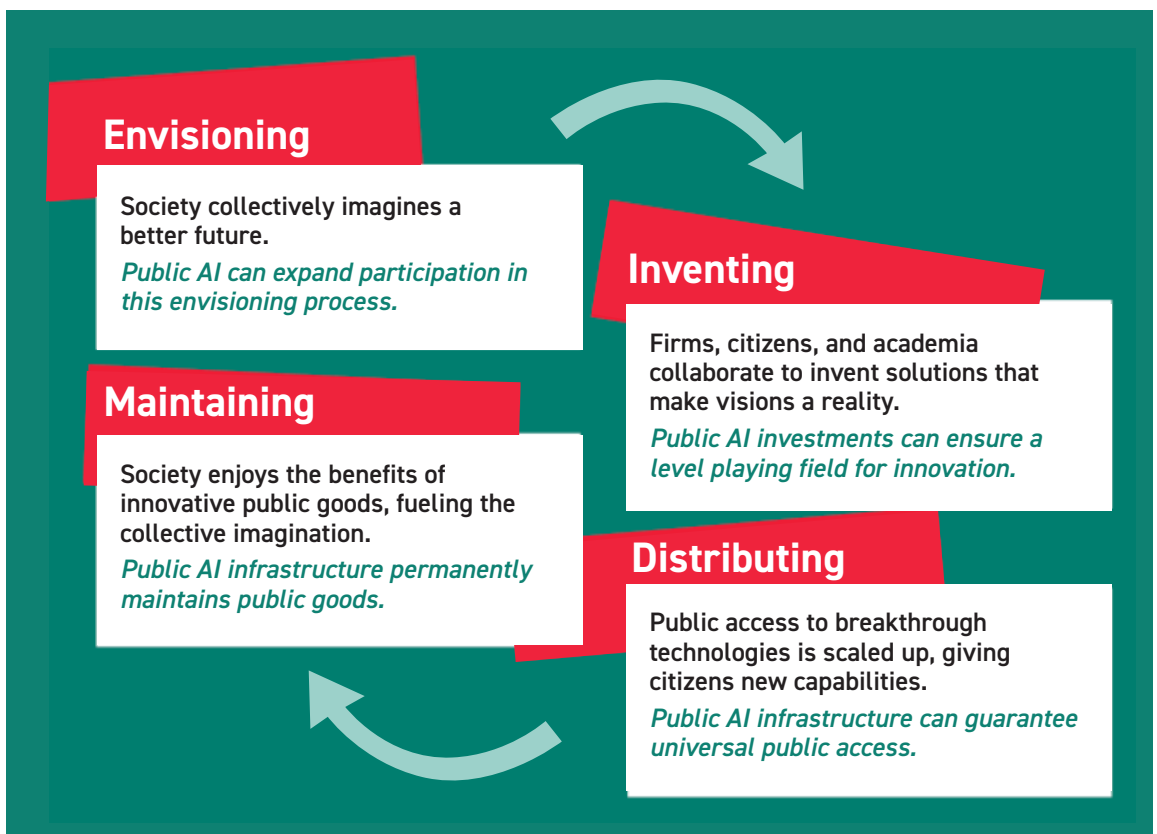 Envisioning
Society collectively imagines a
better future.
Public AI can expand participation in
this envisioning process.
Inventing
Firms, citizens, and academia
collaborate to invent solutions that
make visions a reality.
Public AI investments can ensure a
level playing field for innovation.
Distributing
Public access to breakthrough
technologies is scaled up, giving
citizens new capabilities.
Public AI infrastructure can guarantee
universal public access.
Maintaining
Society enjoys the benefits of
innovative public goods, fueling the
collective imagination.
Public AI infrastructure permanently
maintains public goods.